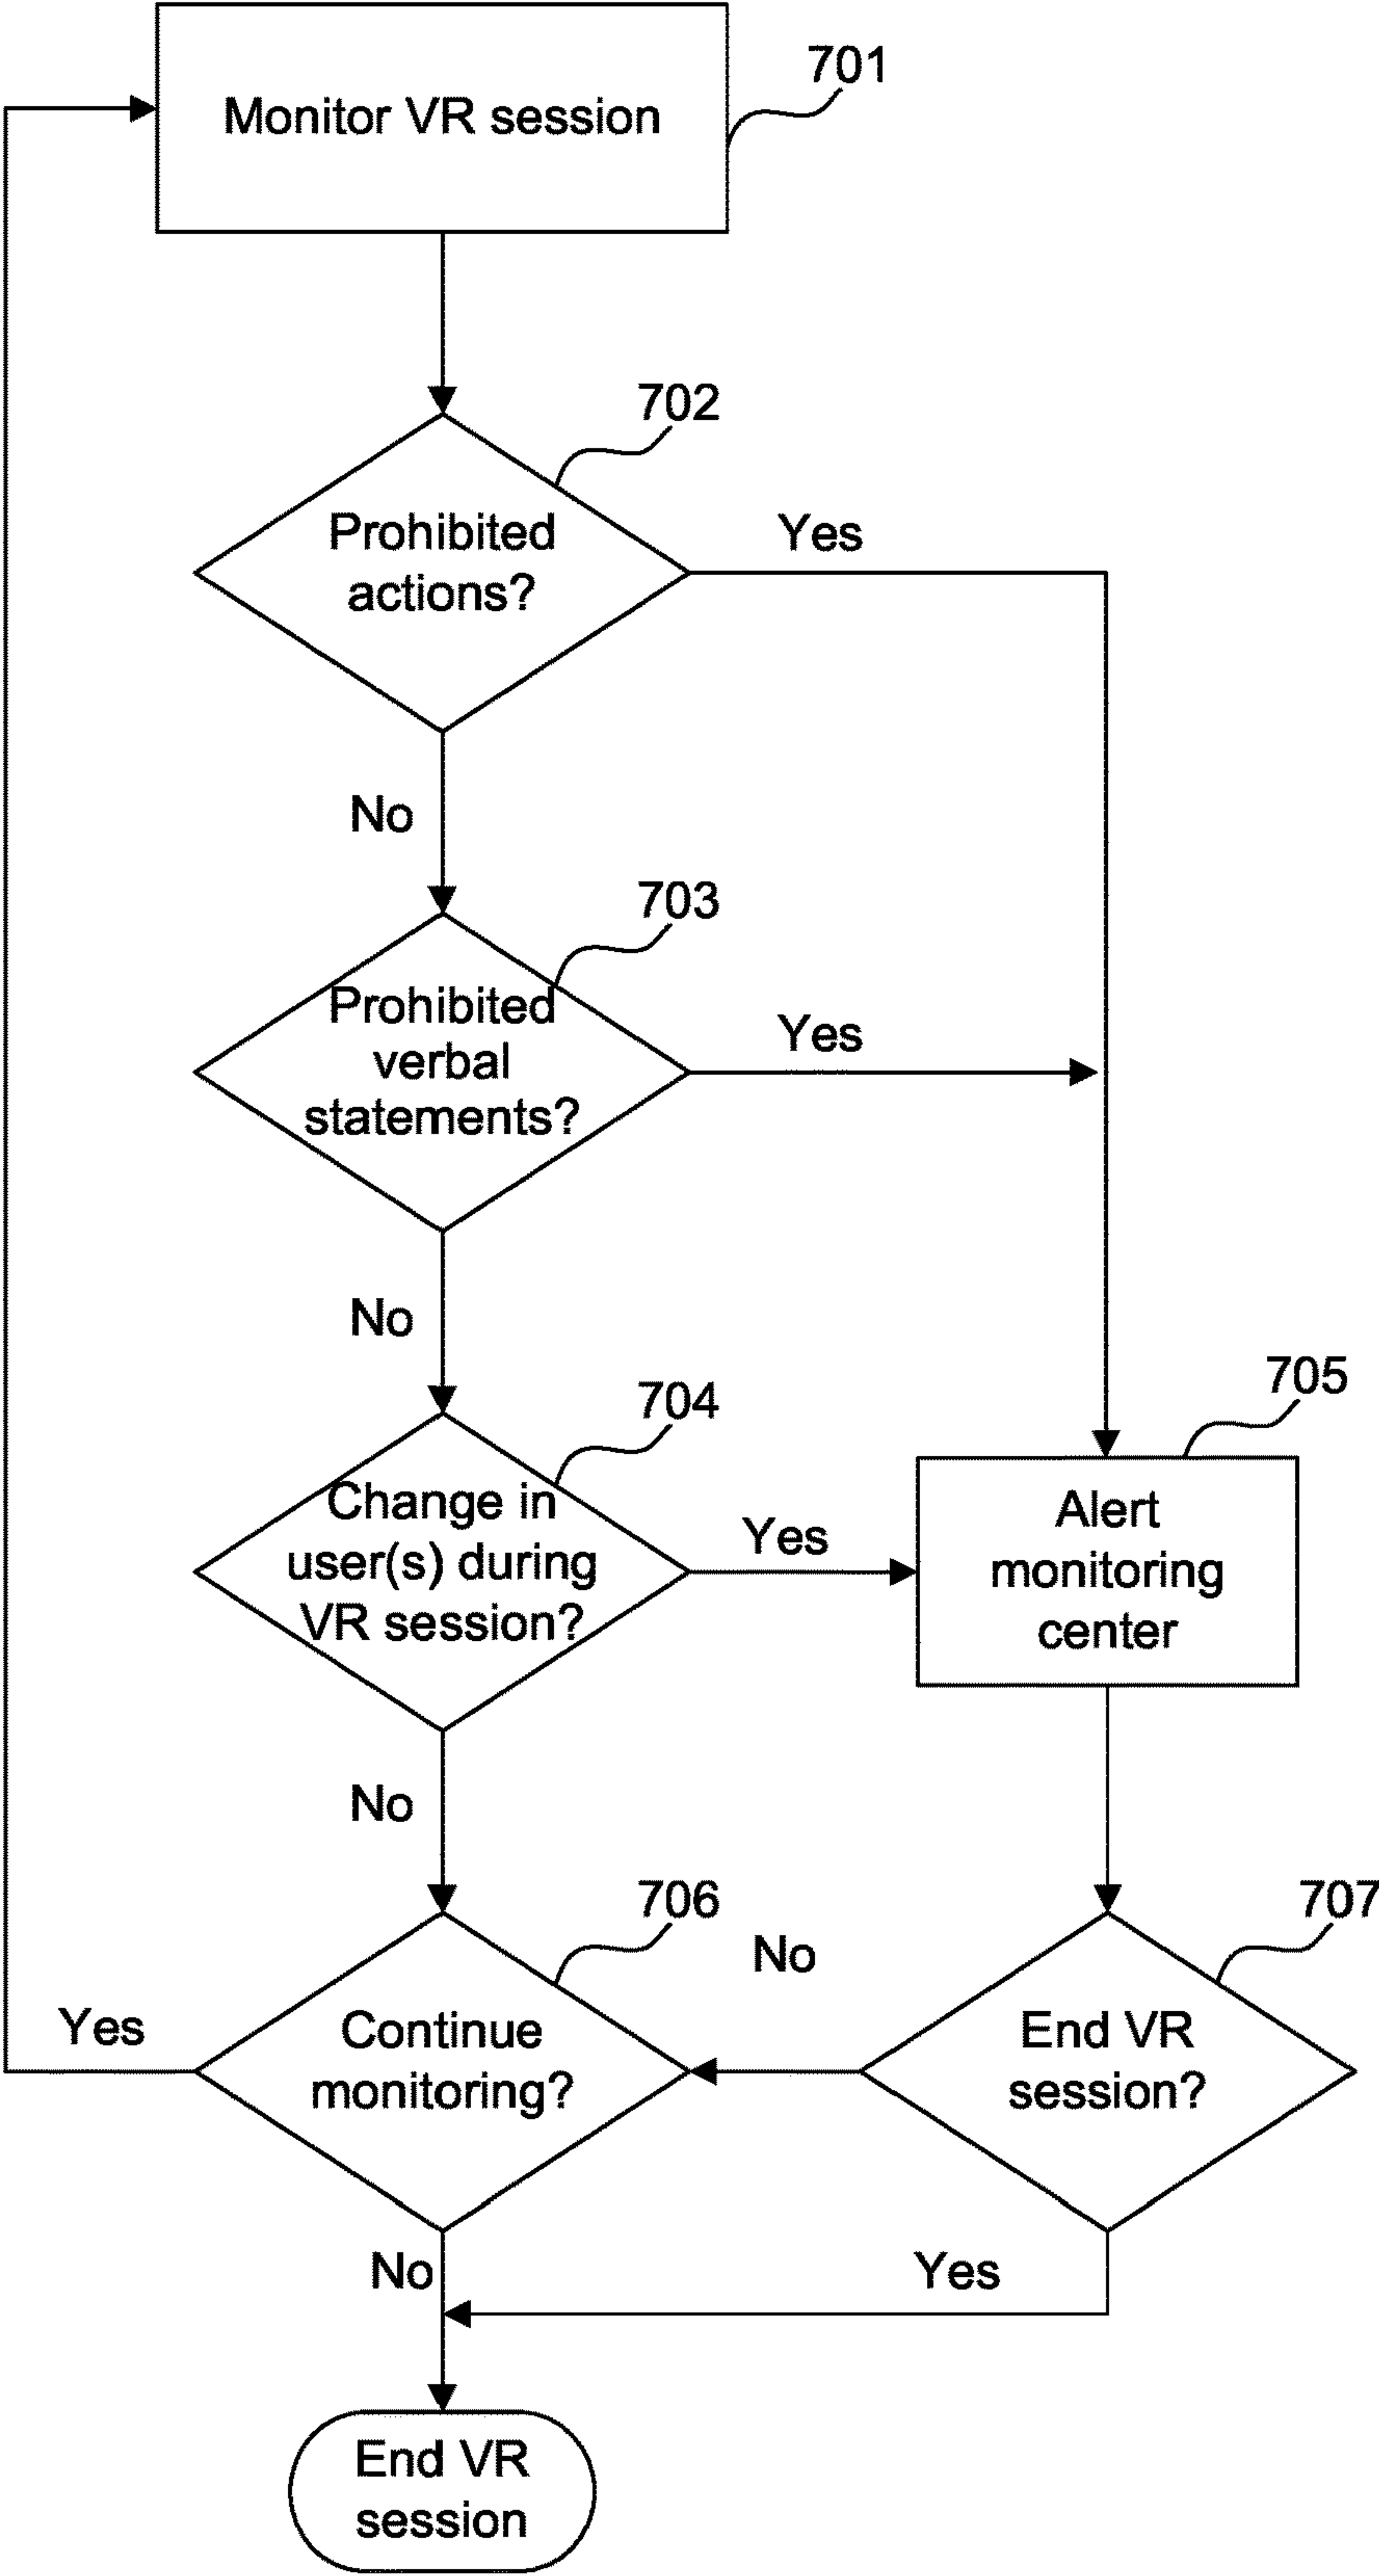 701
Monitor VR session
702
Prohibited
actions?
Yes
No
703
Prohibited
verbal
statements?
Yes
No
704
Change in
user(s) during
VR session?
Yes
705
Alert
monitoring
center
No
706
Continue
monitoring?
Yes
No
707
End VR
session?
No
Yes
End VR
session